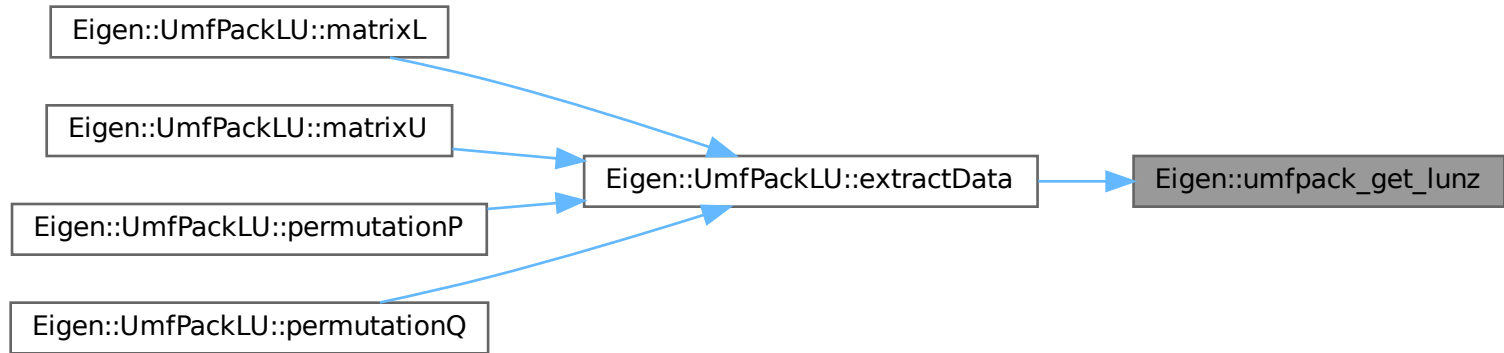 Eigen::UmfPackLU::matrixL
Eigen::UmfPackLU::matrixU
Eigen::UmfPackLU::extractData
Eigen::umfpack_get_lunz
Eigen::UmfPackLU::permutationP
Eigen::UmfPackLU::permutationQ